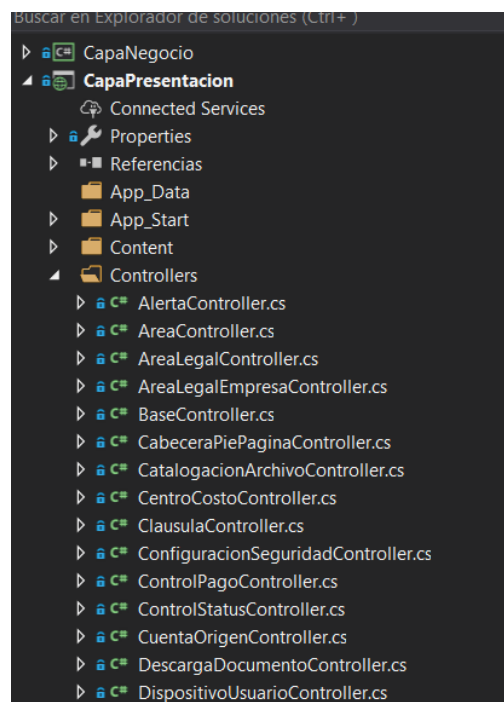 Buscar en Explorador de soluciones (Ctrl+ )
C# CapaNegocio
CapaPresentacion
Connected Services
Properties
Referencias
App_Data
App_Start
Content
Controllers
C# AlertaController.cs
C# AreaController.cs
C# AreaLegalController.cs
C# AreaLegalEmpresaController.cs
C# BaseController.cs
C# CabeceraPiePaginaController.cs
C# CatalogacionArchivoController.cs
C# CentroCostoController.cs
C# ClausulaController.cs
C# ConfiguracionSeguridadController.cs
C# ControlPagoController.cs
C# ControlStatusController.cs
C# CuentaOrigenController.cs
C# DescargaDocumentoController.cs
C# DispositivoUsuarioController.cs